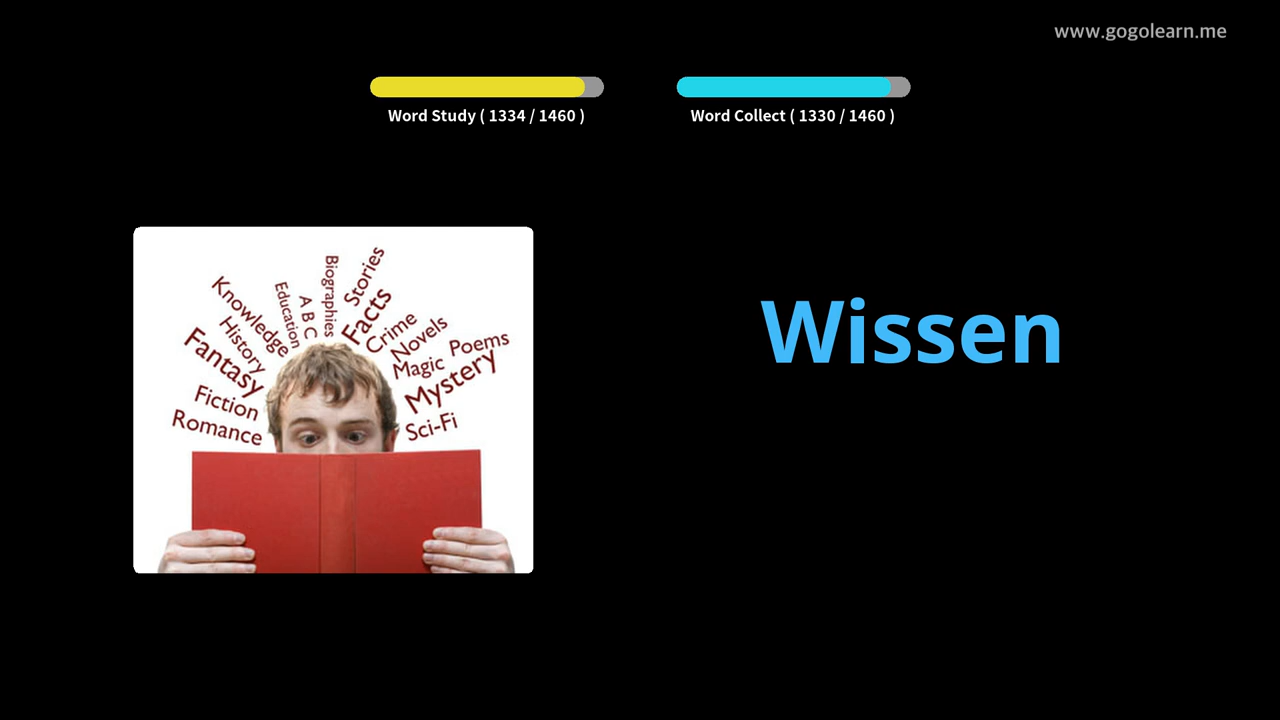 www.gogolearn.me
Word Study ( 1334 / 1460 )
Word Collect ( 1330 / 1460 )
Wissen
Romance
Fiction
Fantasy
History
Knowledge
Education
A B C
Biographies
Stories
Facts
Crime
Novels
Magic
Poems
Mystery
Sci-Fi